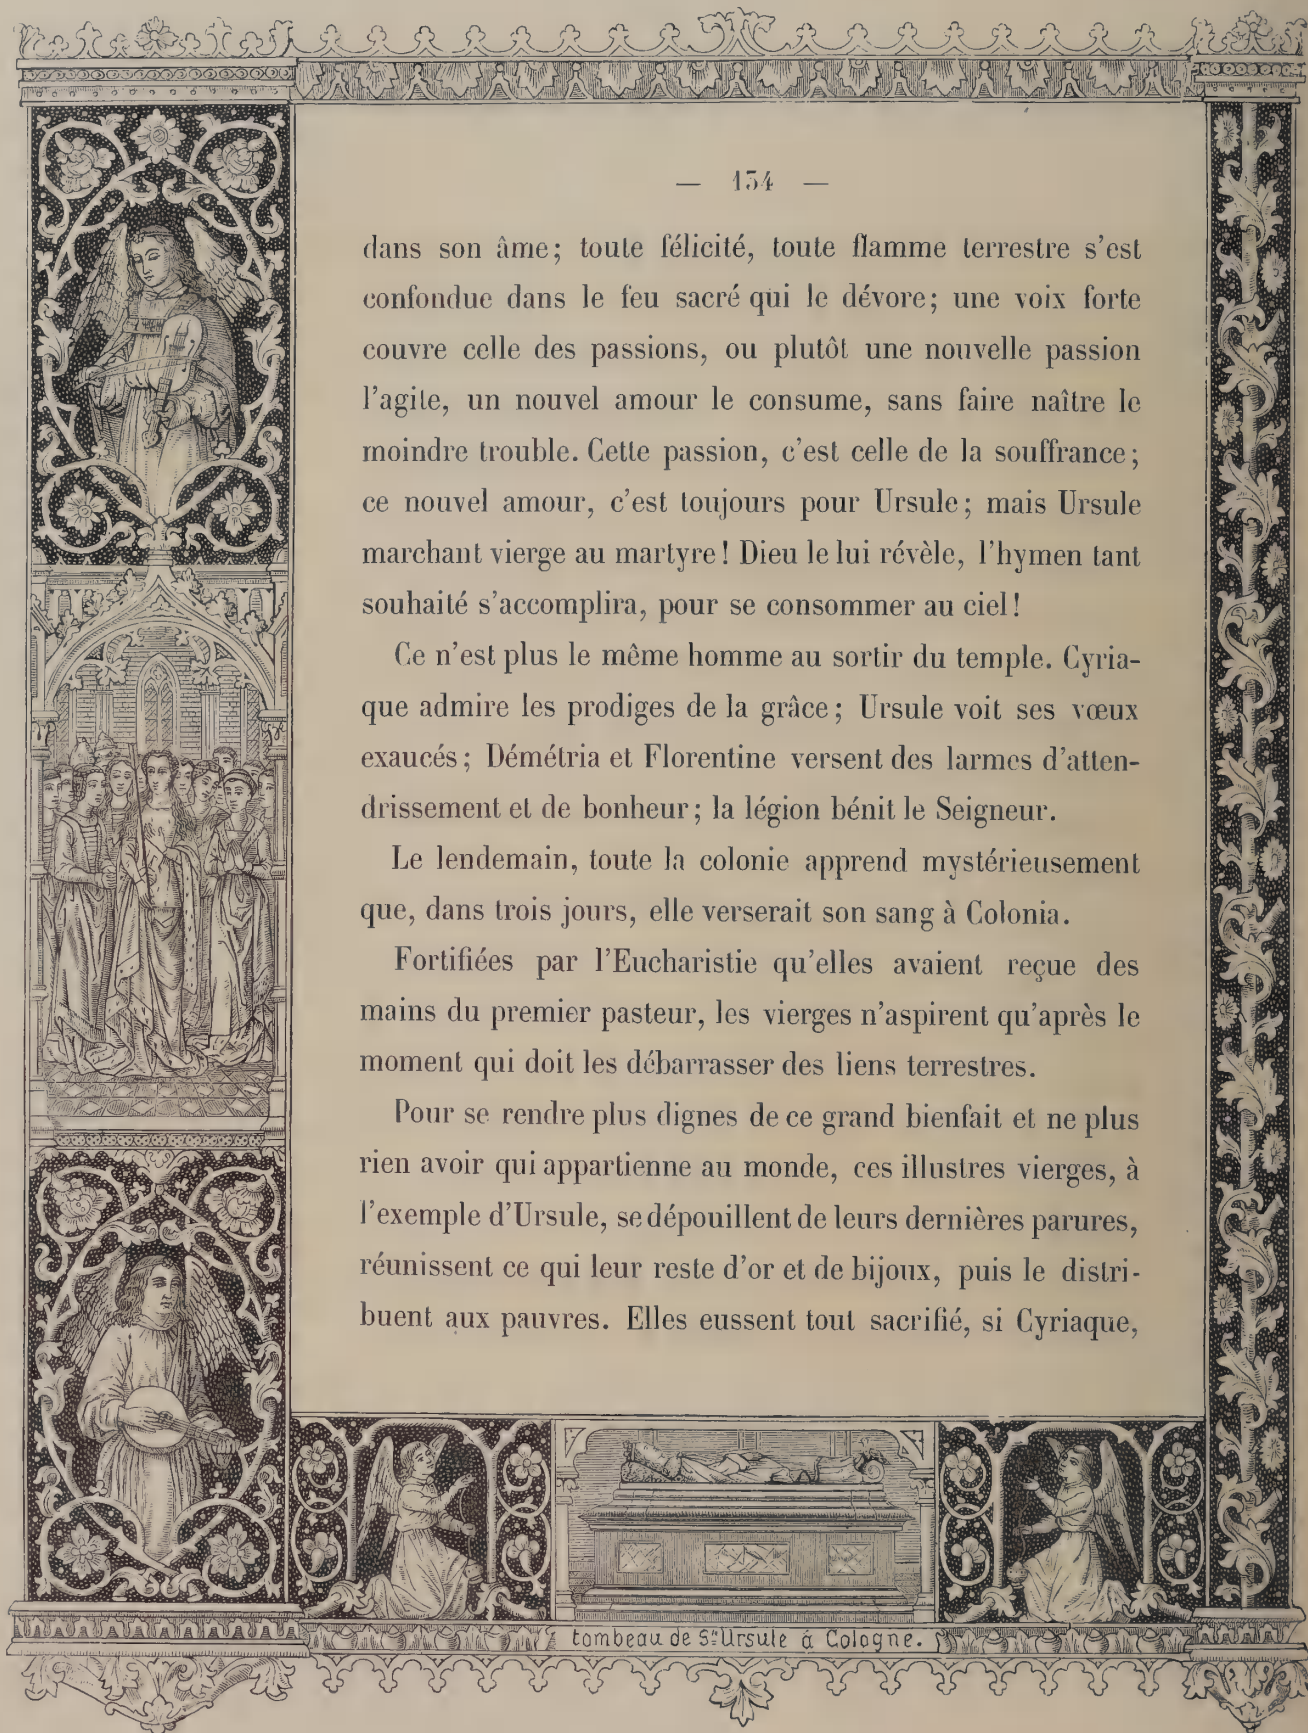 — 134 —
dans son âme; toute félicité, toute flamme terrestre s'est
confondue dans le feu sacré qui le dévore; une voix forte
couvre celle des passions, ou plutôt une nouvelle passion
l'agite, un nouvel amour le consume, sans faire naître le
moindre trouble. Cette passion, c'est celle de la souffrance;
ce nouvel amour, c'est toujours pour Ursule; mais Ursule
marchant vierge au martyre! Dieu le lui révèle, l'hymen tant
souhaité s'accomplira, pour se consommer au ciel!
Ce n'est plus le même homme au sortir du temple. Cyria-
que admire les prodiges de la grâce; Ursule voit ses vœux
exaucés; Démétria et Florentine versent des larmes d'atten-
drissement et de bonheur; la légion bénit le Seigneur.
Le lendemain, toute la colonie apprend mystérieusement
que, dans trois jours, elle verserait son sang à Colonia.
Fortifiées par l'Eucharistie qu'elles avaient reçue des
mains du premier pasteur, les vierges n'aspirent qu'après le
moment qui doit les débarrasser des liens terrestres.
Pour se rendre plus dignes de ce grand bienfait et ne plus
rien avoir qui appartienne au monde, ces illustres vierges, à
l'exemple d'Ursule, se dépouillent de leurs dernières parures,
réunissent ce qui leur reste d'or et de bijoux, puis le distri-
buent aux pauvres. Elles eussent tout sacrifié, si Cyriaque,
tombeau de Ste Ursule à Cologne.